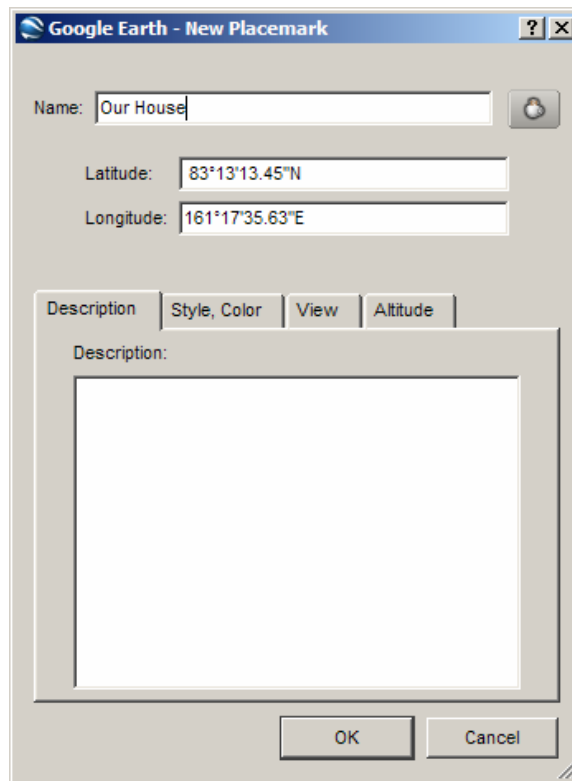 Google Earth - New Placemark
Name: Our House
Latitude: 83°13'13.45"N
Longitude: 161°17'35.63"E
Description Style, Color View Altitude
Description:
OK Cancel